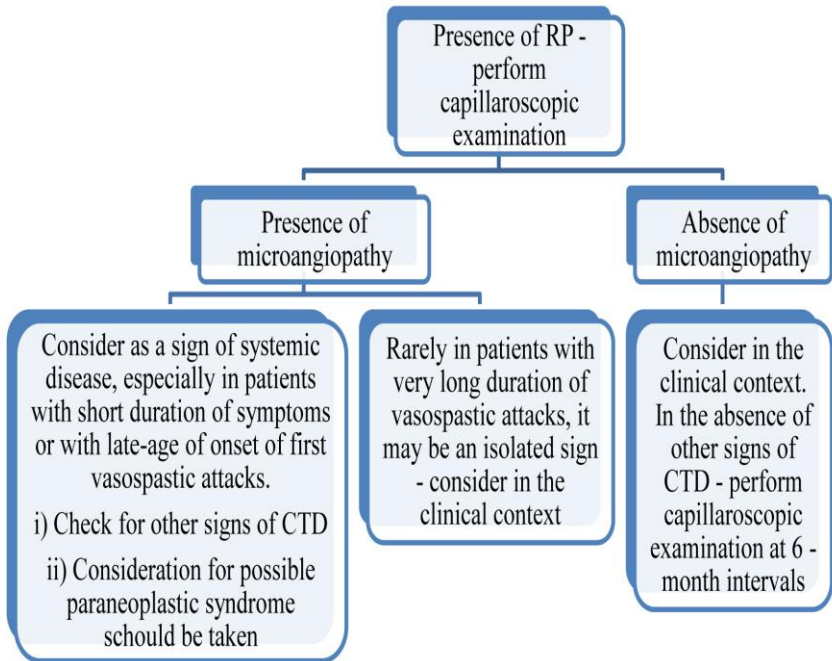 Presence of RP -
perform
capillaroscopic
examination
Presence of
microangiopathy
Absence of
microangiopathy
Consider as a sign of systemic
disease, especially in patients
with short duration of symptoms
or with late-age of onset of first
vasospastic attacks.
i) Check for other signs of CTD
ii) Consideration for possible
paraneoplastic syndrome
schould be taken
Rarely in patients with
very long duration of
vasospastic attacks, it
may be an isolated sign
- consider in the
clinical context
Consider in the
clinical context.
In the absence of
other signs of
CTD - perform
capillaroscopic
examination at 6 -
month intervals